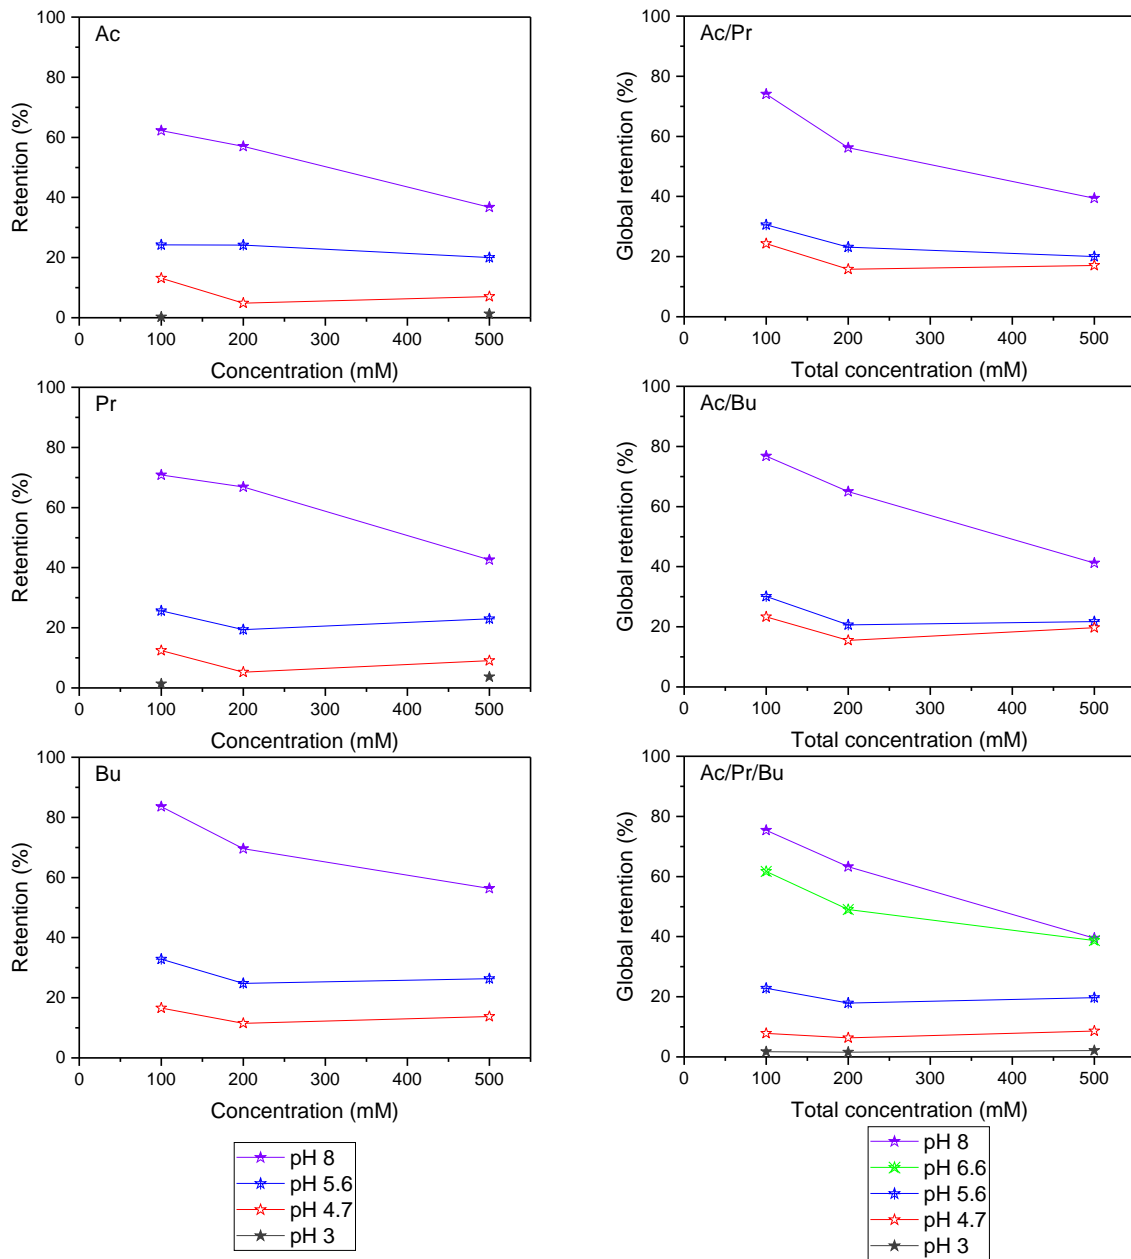 Ac
Retention (%)
100
80
60
40
20
0
0 100 200 300 400 500
Concentration (mM)
Ac/Pr
Global retention (%)
100
80
60
40
20
0
0 100 200 300 400 500
Total concentration (mM)
Pr
Retention (%)
100
80
60
40
20
0
0 100 200 300 400 500
Concentration (mM)
Ac/Bu
Global retention (%)
100
80
60
40
20
0
0 100 200 300 400 500
Total concentration (mM)
Bu
Retention (%)
100
80
60
40
20
0
0 100 200 300 400 500
Concentration (mM)
Ac/Pr/Bu
Global retention (%)
100
80
60
40
20
0
0 100 200 300 400 500
Total concentration (mM)
pH 8
pH 5.6
pH 4.7
pH 3
pH 8
pH 6.6
pH 5.6
pH 4.7
pH 3